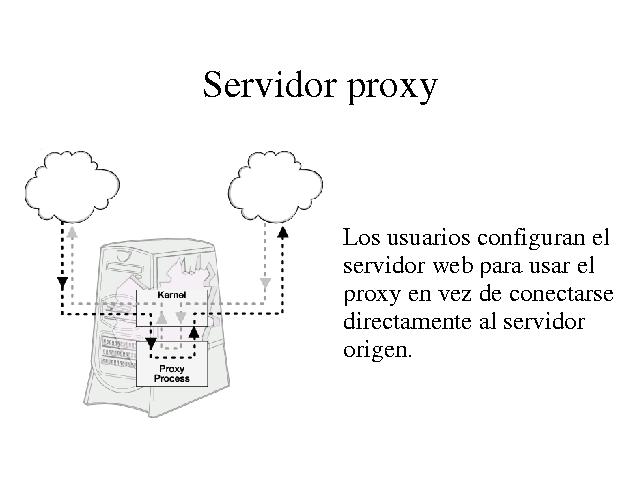 Servidor proxy
Los usuarios configuran el
servidor web para usar el
proxy en vez de conectarse
directamente al servidor
origen.
Kernel
Proxy
Process